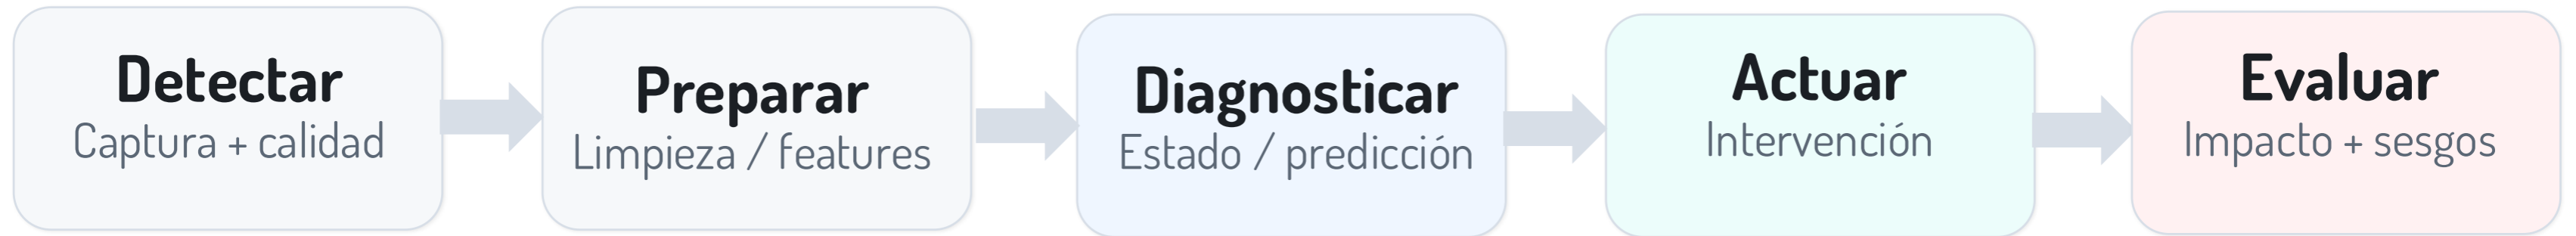 Detectar
Captura + calidad
Preparar
Limpieza / features
Diagnosticar
Estado / predicción
Actuar
Intervención
Evaluar
Impacto + sesgos